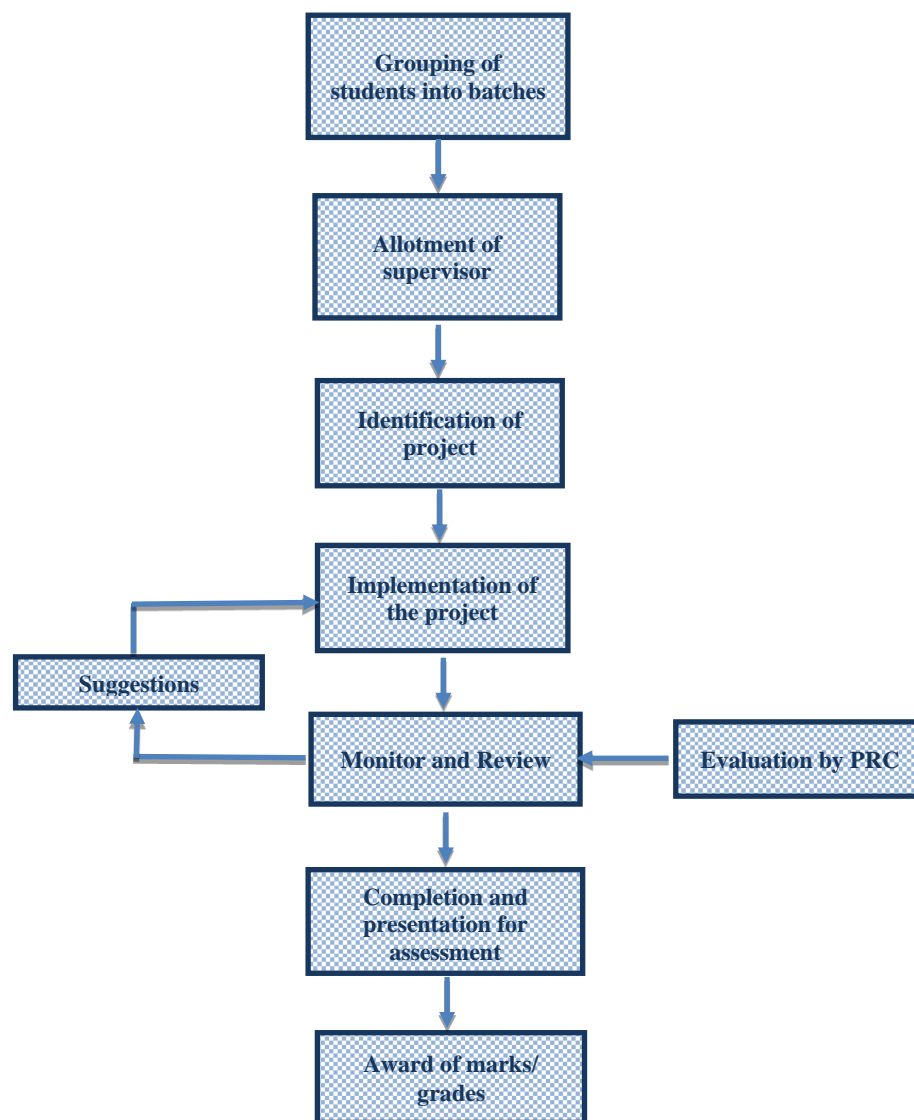 Grouping of
students into batches
Allotment of
supervisor
Identification of
project
Implementation of
the project
Suggestions
Monitor and Review
Evaluation by PRC
Completion and
presentation for
assessment
Award of marks/
grades